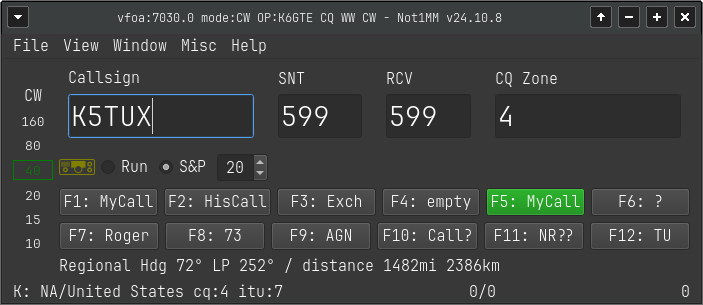 vfoa:7030.0 mode:CW OP:K6GTE CQ WW CW - Not1MM v24.10.8
File View Window Misc Help
Callsign SNT RCV CQ Zone
CW
K5TUX 599 599 4
160
80
40
Run S&P 20
20
F1: MyCall F2: HisCall F3: Exch F4: empty F5: MyCall F6: ?
15
F7: Roger F8: 73 F9: AGN F10: Call? F11: NR?? F12: TU
10
Regional Hdg 72° LP 252° / distance 1482mi 2386km
K: NA/United States cq:4 itu:7 0/0 0